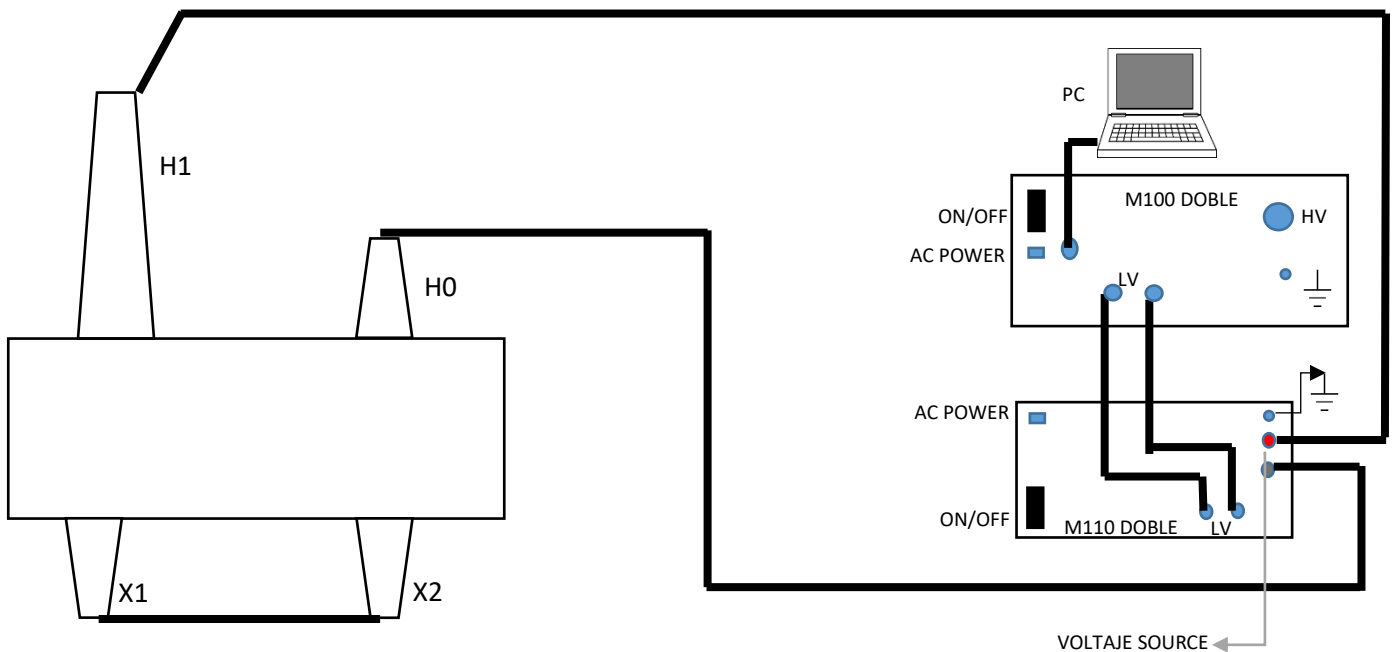 H1
H0
X1
X2
PC
M100 DOBLE
ON/OFF
HV
AC POWER
LV
AC POWER
ON/OFF
M110 DOBLE
LV
VOLTAJE SOURCE